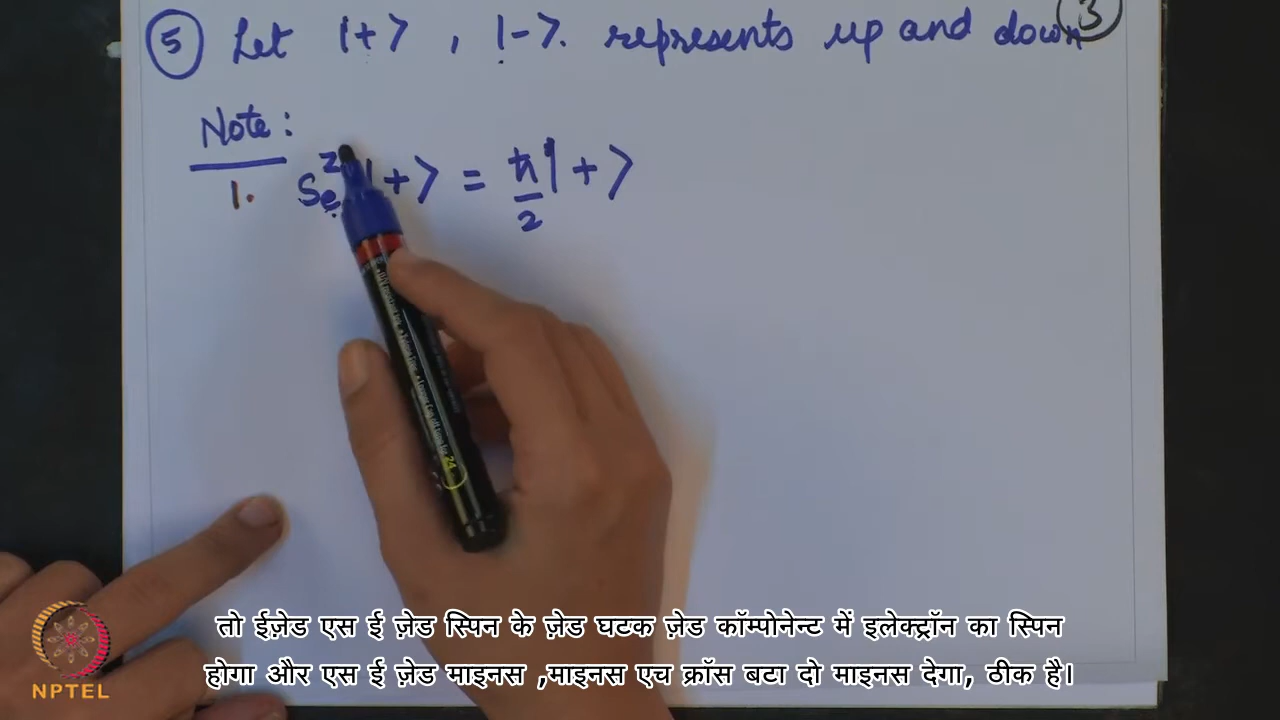 ③
⑤ Let |+> , |-> . represents up and down
Note:
1. Sₑᶻ |+> = ħ/2 |+>
24
तो ईज़ेड एस ई ज़ेड स्पिन के ज़ेड घटक ज़ेड कॉम्पोनेन्ट में इलेक्ट्रॉन का स्पिन
होगा और एस ई ज़ेड माइनस ,माइनस एच क्रॉस बटा दो माइनस देगा, ठीक है।
NPTEL